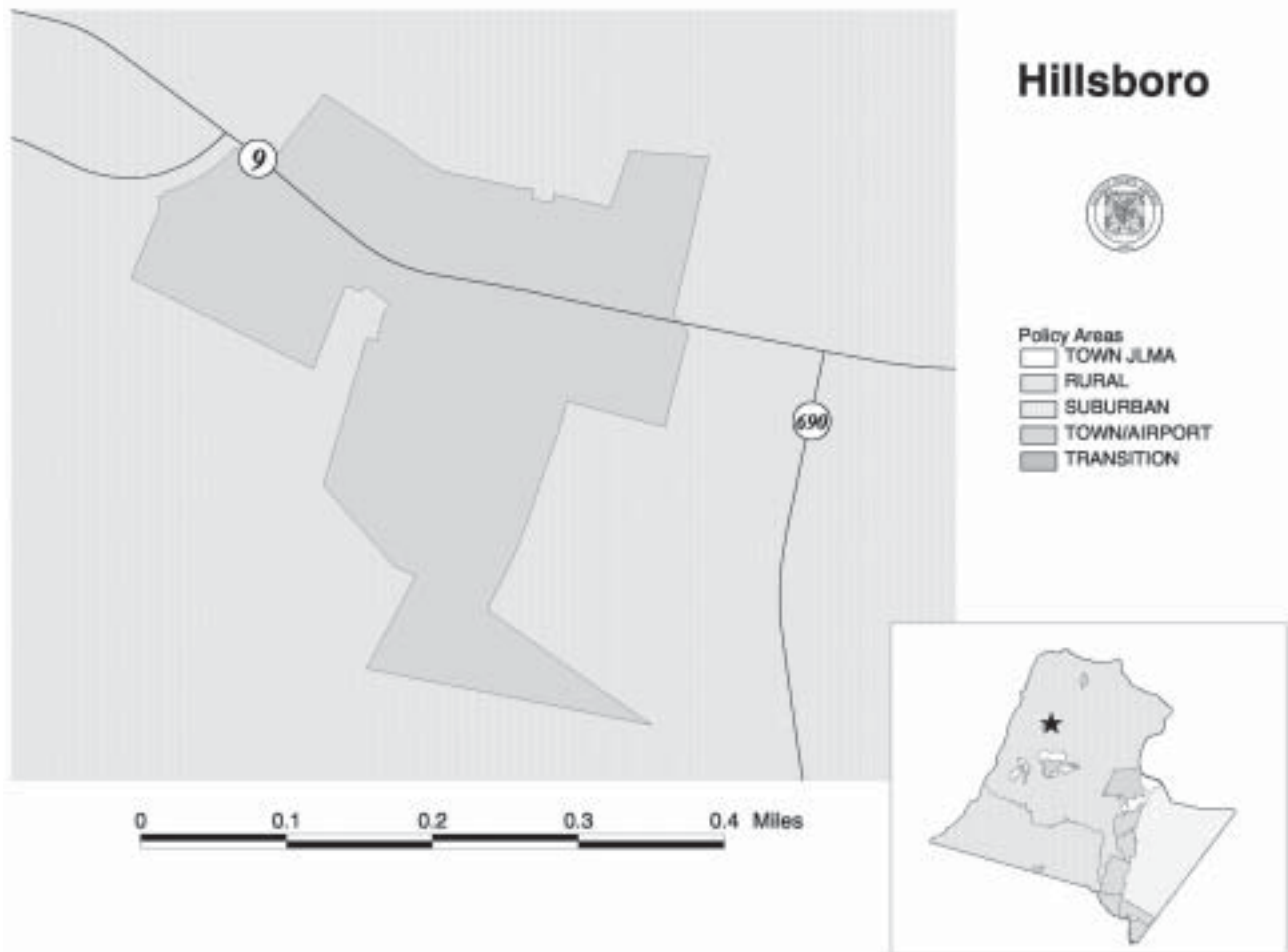 Hillsboro
9
Policy Areas
TOWN JLMA
RURAL
SUBURBAN
TOWN/AIRPORT
TRANSITION
690
0 0.1 0.2 0.3 0.4 Miles